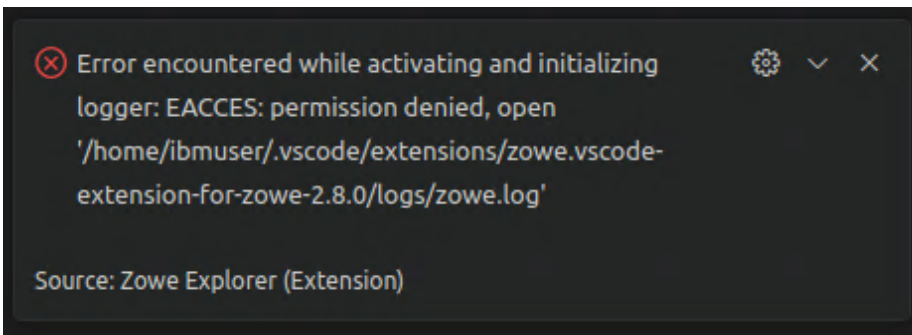 Error encountered while activating and initializing
logger: EACCES: permission denied, open
'/home/ibmuser/.vscode/extensions/zowe.vscode-
extension-for-zowe-2.8.0/logs/zowe.log'
Source: Zowe Explorer (Extension)